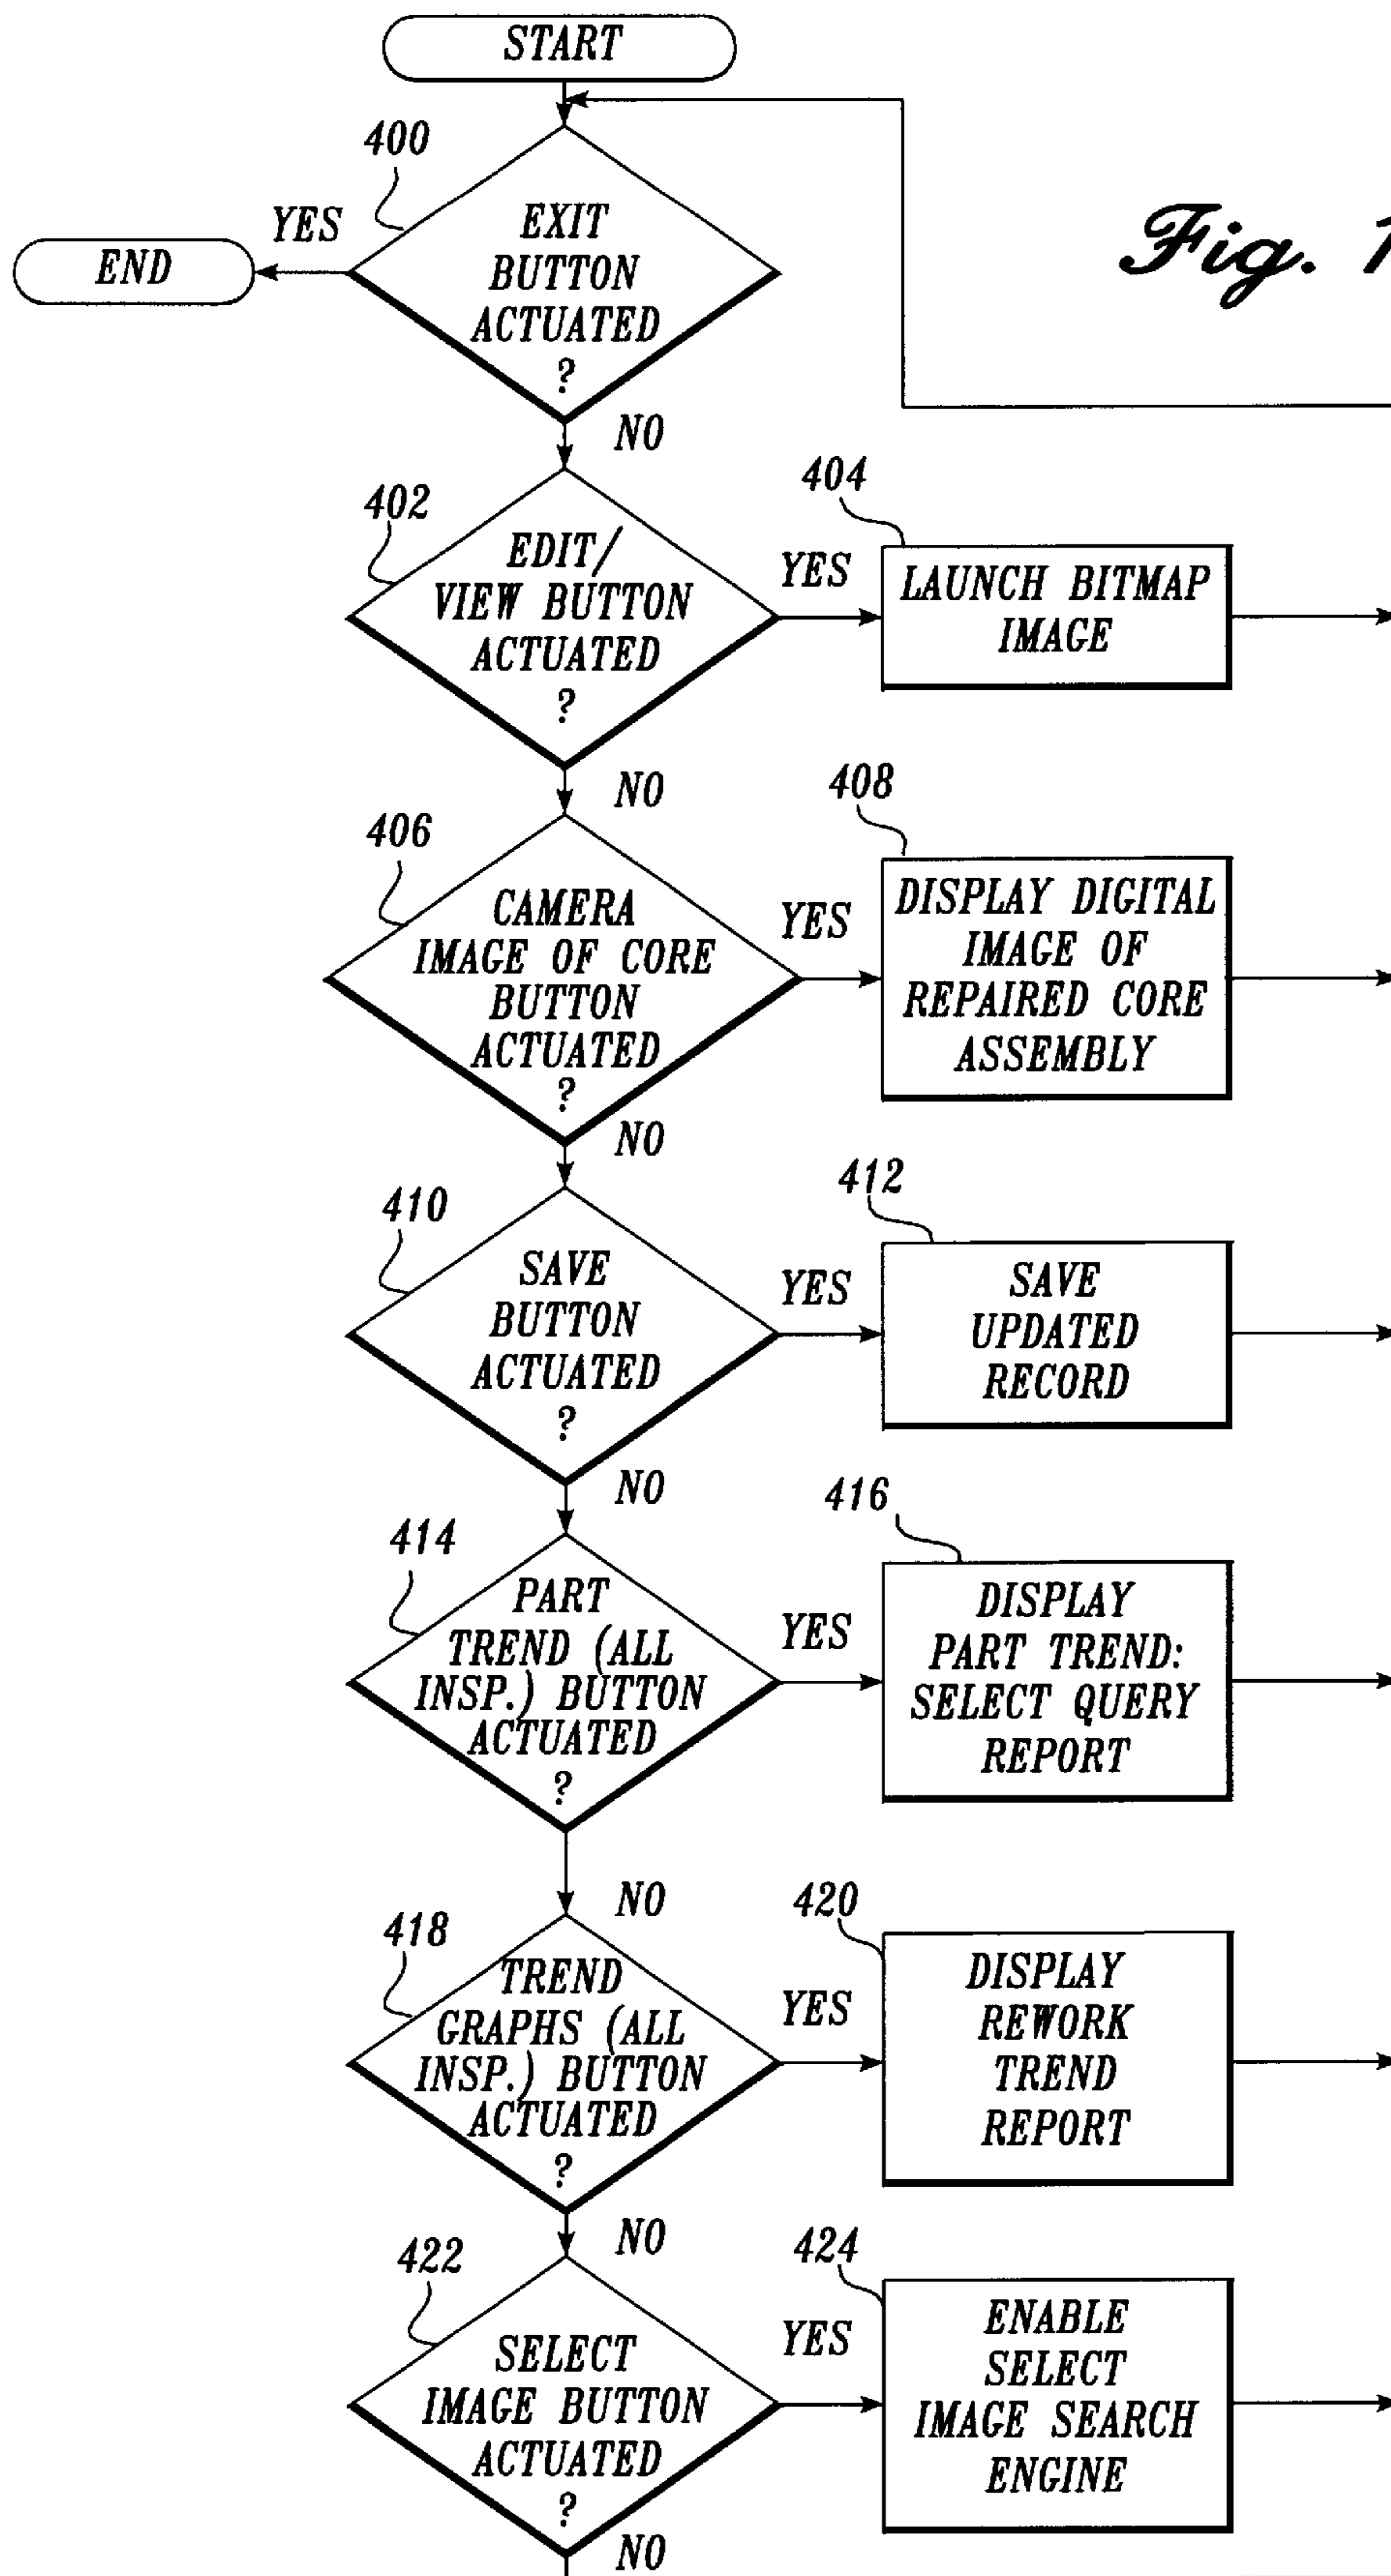 START
400
YES
END
EXIT
BUTTON
ACTUATED
?
Fig. 1
NO
402
EDIT/
VIEW BUTTON
ACTUATED
?
YES
404
LAUNCH BITMAP
IMAGE
NO
406
CAMERA
IMAGE OF CORE
BUTTON
ACTUATED
?
YES
408
DISPLAY DIGITAL
IMAGE OF
REPAIRED CORE
ASSEMBLY
NO
410
SAVE
BUTTON
ACTUATED
?
YES
412
SAVE
UPDATED
RECORD
NO
414
PART
TREND (ALL
INSP.) BUTTON
ACTUATED
?
YES
416
DISPLAY
PART TREND:
SELECT QUERY
REPORT
NO
418
TREND
GRAPHS (ALL
INSP.) BUTTON
ACTUATED
?
YES
420
DISPLAY
REWORK
TREND
REPORT
NO
422
SELECT
IMAGE BUTTON
ACTUATED
?
YES
424
ENABLE
SELECT
IMAGE SEARCH
ENGINE
NO